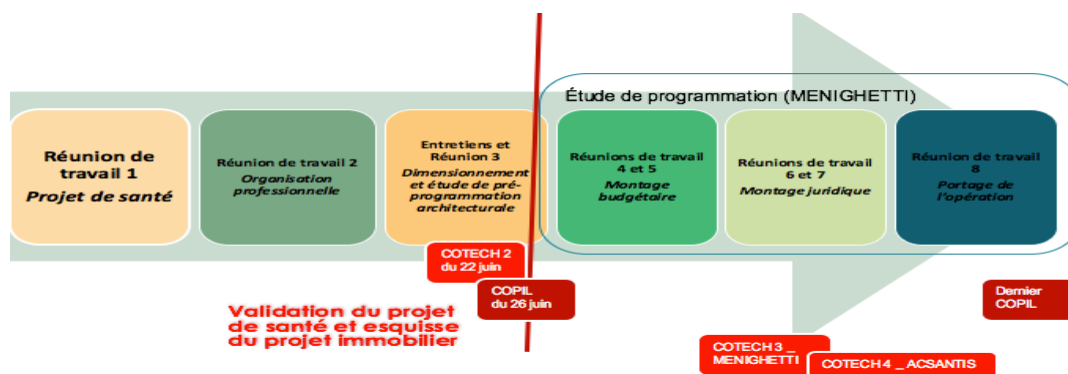 Étude de programmation (MENIGHETTI)
Réunion de
travail 1
Projet de santé
Réunion de travail 2
Organisation
professionnelle
Entretiens et
Réunion 3
Dimensionnement
et étude de pré-
programmation
architecturale
Réunions de travail
4 et 5
Montage
budgétaire
Réunions de travail
6 et 7
Montage juridique
Réunion de travail
8
Portage de
l'opération
COTECH 2
du 22 juin
COPIL
du 26 juin
Dernier
COPIL
Validation du projet
de santé et esquisse
du projet immobilier
COTECH 3 _
MENIGHETTI
COTECH 4 _ ACSANTIS